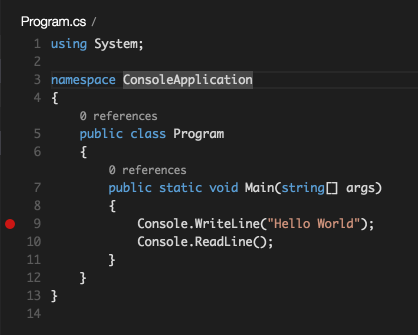 Program.cs /
1 using System;
2
3 namespace ConsoleApplication
4 {
0 references
5 public class Program
6 {
0 references
7 public static void Main(string[] args)
8 {
9 Console.WriteLine("Hello World");
10 Console.ReadLine();
11 }
12 }
13 }
14